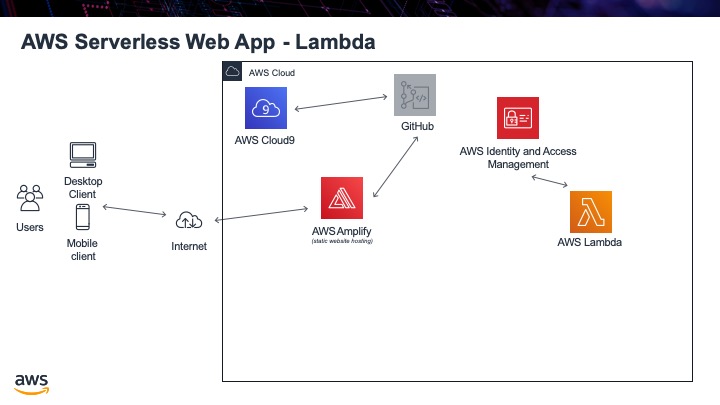 AWS Serverless Web App - Lambda
AWS Cloud
9
AWS Cloud9
GitHub
AWS Identity and Access
Management
Desktop
Client
Users
Mobile
client
Internet
AWS Amplify
(static website hosting)
AWS Lambda
aws